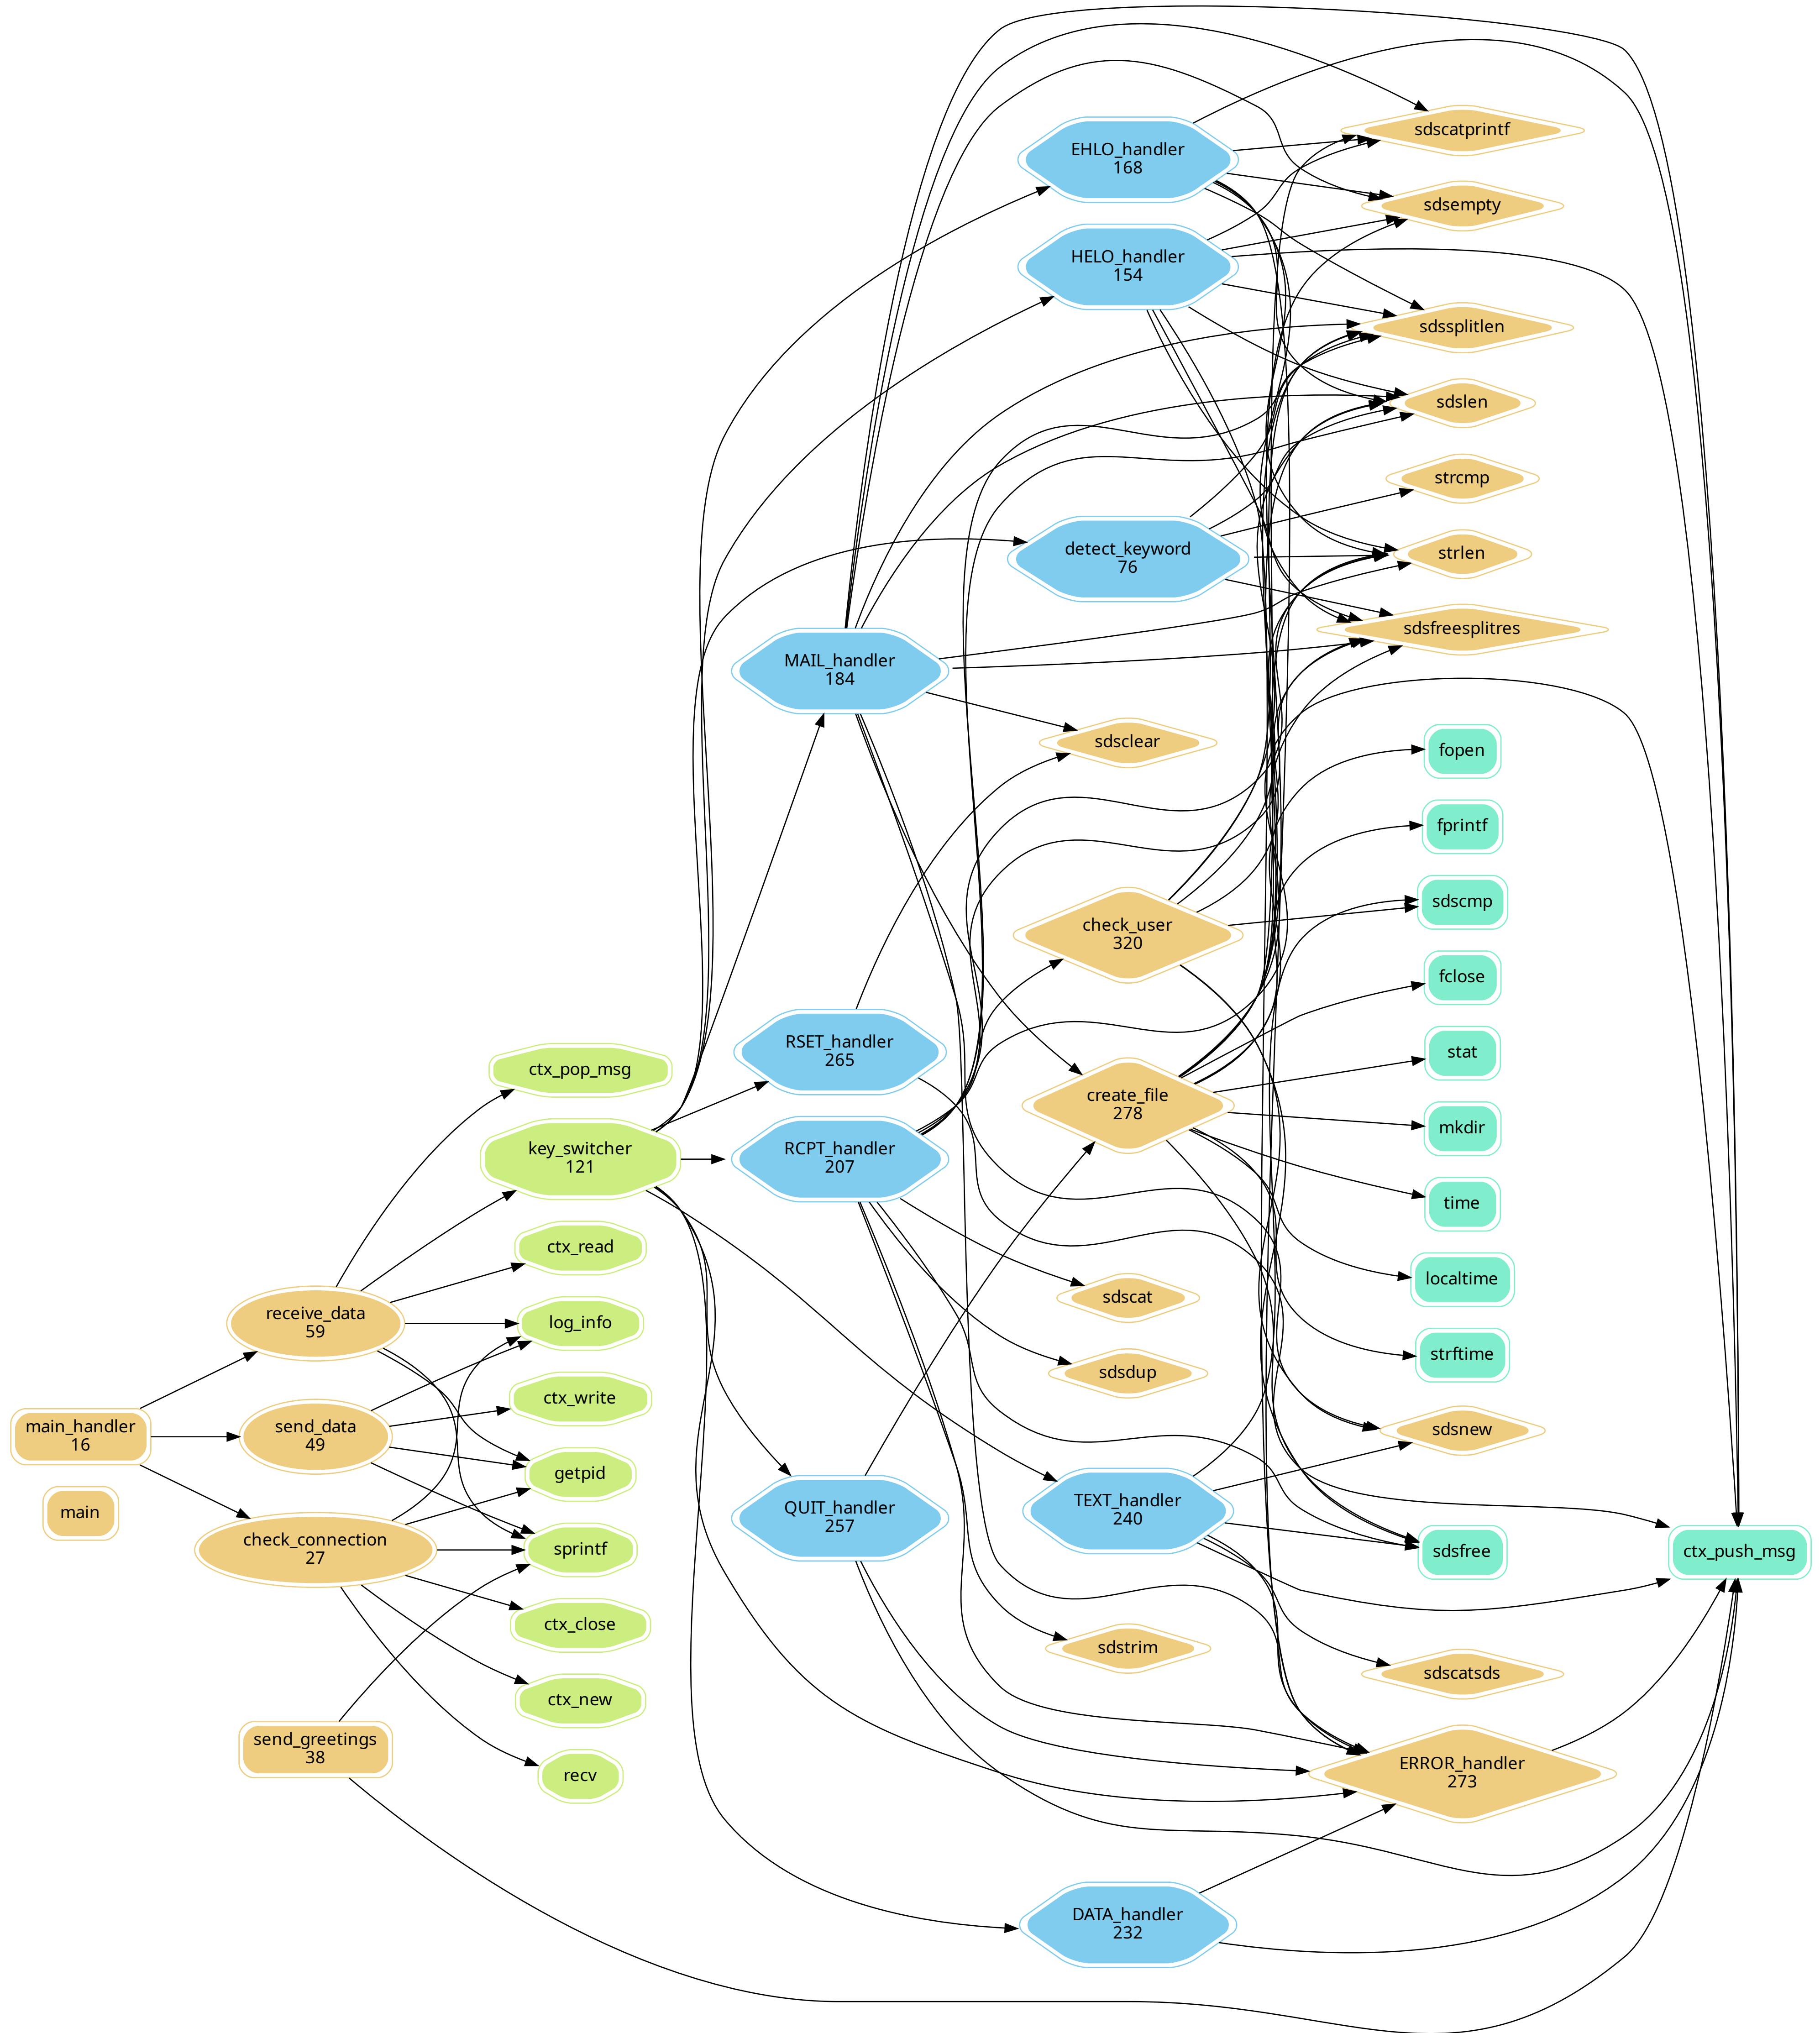 main_handler
16
main
receive_data
59
send_data
49
check_connection
27
send_greetings
38
ctx_pop_msg
key_switcher
121
ctx_read
log_info
ctx_write
getpid
sprintf
ctx_close
ctx_new
recv
MAIL_handler
184
RSET_handler
265
RCPT_handler
207
QUIT_handler
257
EHLO_handler
168
HELO_handler
154
detect_keyword
76
sdsclear
check_user
320
create_file
278
sdscat
sdsdup
TEXT_handler
240
sdstrim
DATA_handler
232
sdscatprintf
sdsempty
sdssplitlen
sdslen
strcmp
strlen
sdsfreesplitres
fopen
fprintf
sdscmp
fclose
stat
mkdir
time
localtime
strftime
sdsnew
sdsfree
sdscatsds
ERROR_handler
273
ctx_push_msg